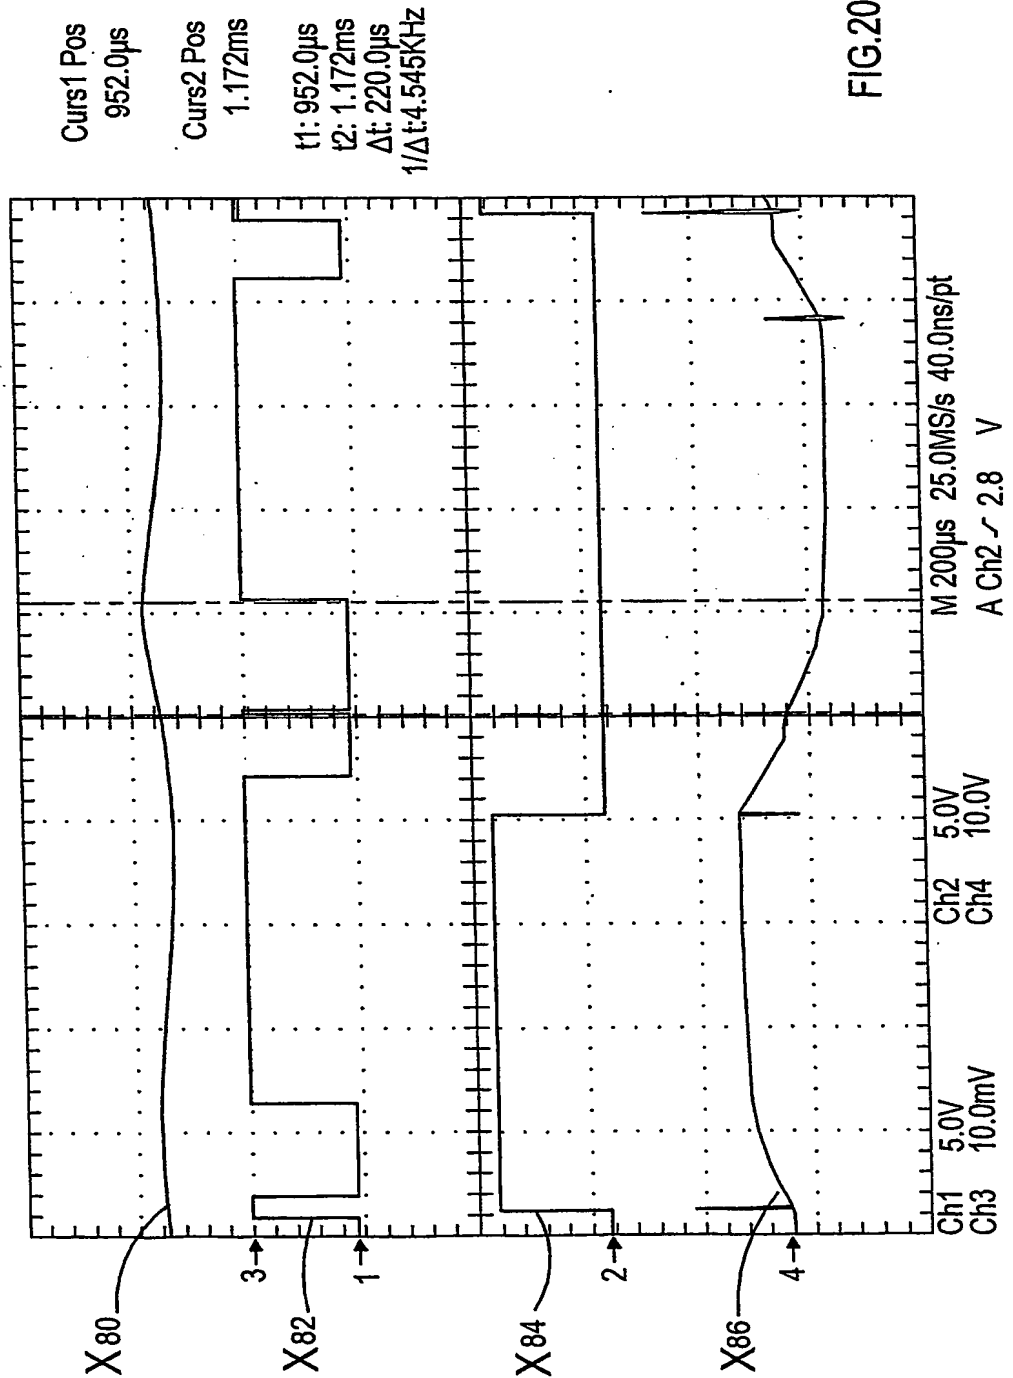 Curs1 Pos
952.0µs
Curs2 Pos
1.172ms
t1: 952.0µs
t2: 1.172ms
Δt: 220.0µs
1/Δt:4.545KHz
X80
X82
X84
X86
3
1
2
4
Ch1 5.0V Ch2 5.0V M 200µs 25.0MS/s 40.0ns/pt
Ch3 10.0mV Ch4 10.0V A Ch2 2.8 V
FIG.20